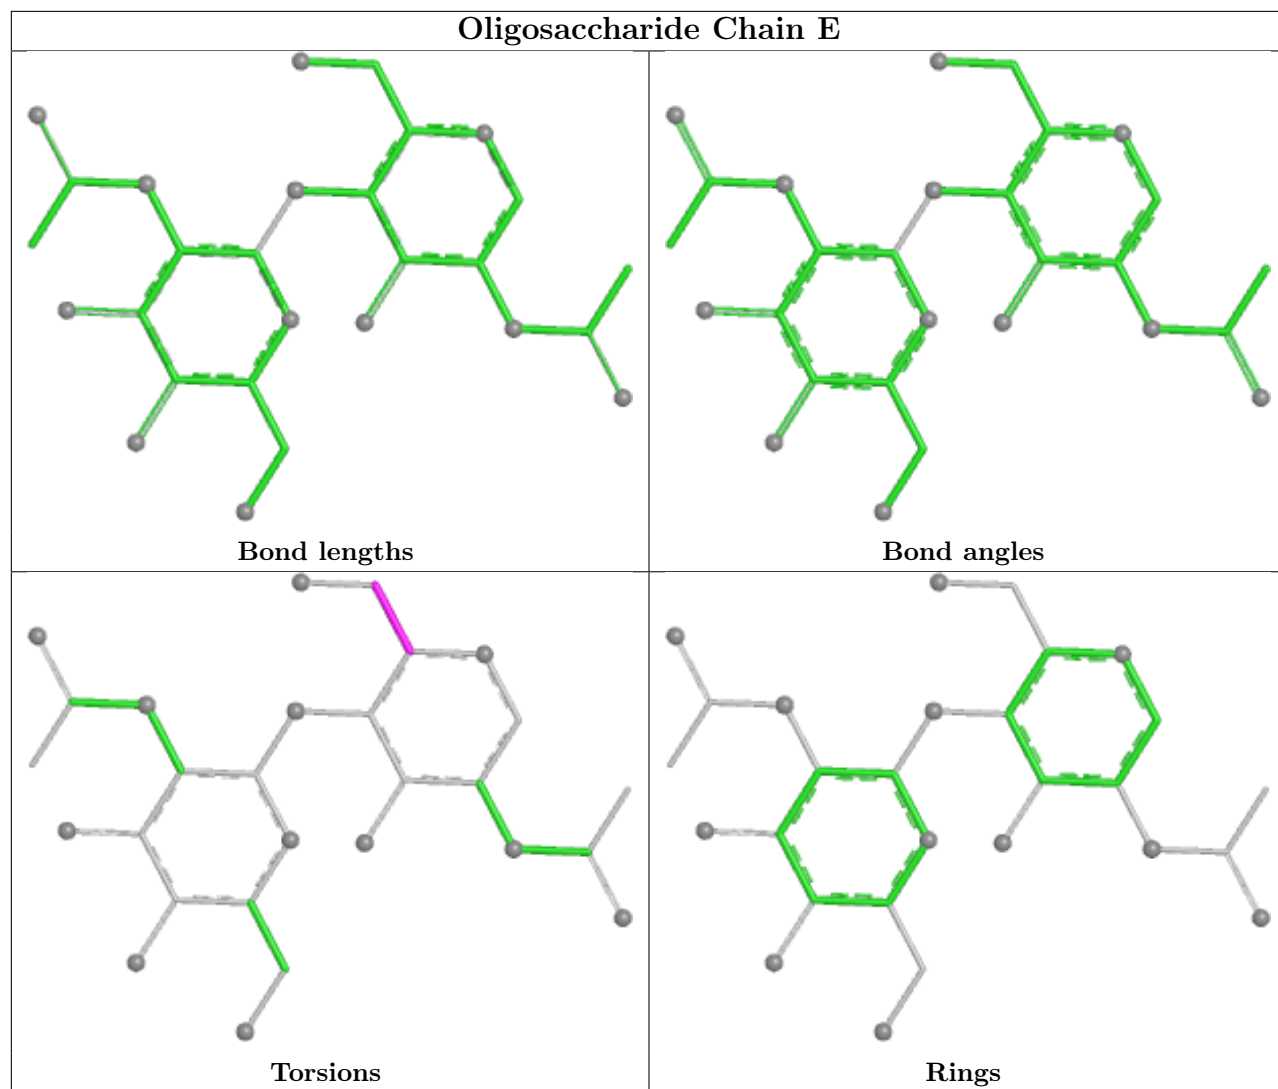 Oligosaccharide Chain E
Bond lengths
Bond angles
Torsions
Rings